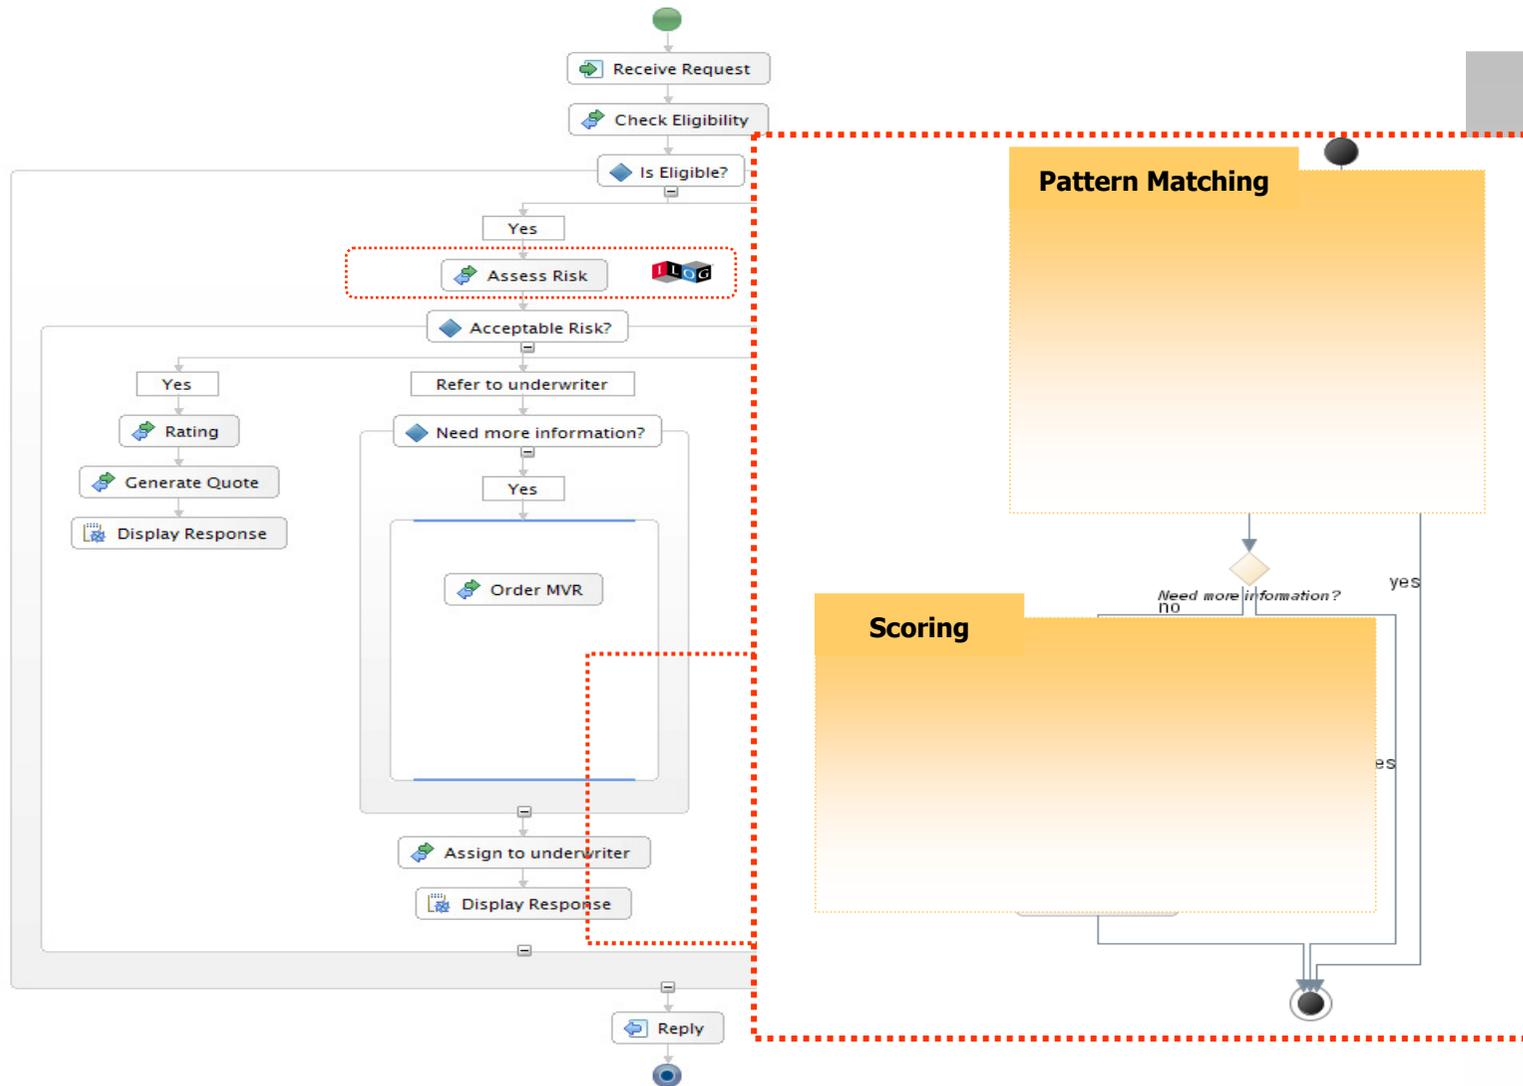 Receive Request
Check Eligibility
Is Eligible?
Yes
Assess Risk
ILOG
Acceptable Risk?
Yes
Refer to underwriter
Rating
Need more information?
Generate Quote
Yes
Display Response
Order MVR
Assign to underwriter
Display Response
Reply
Pattern Matching
yes
Need more information?
no
Scoring
es